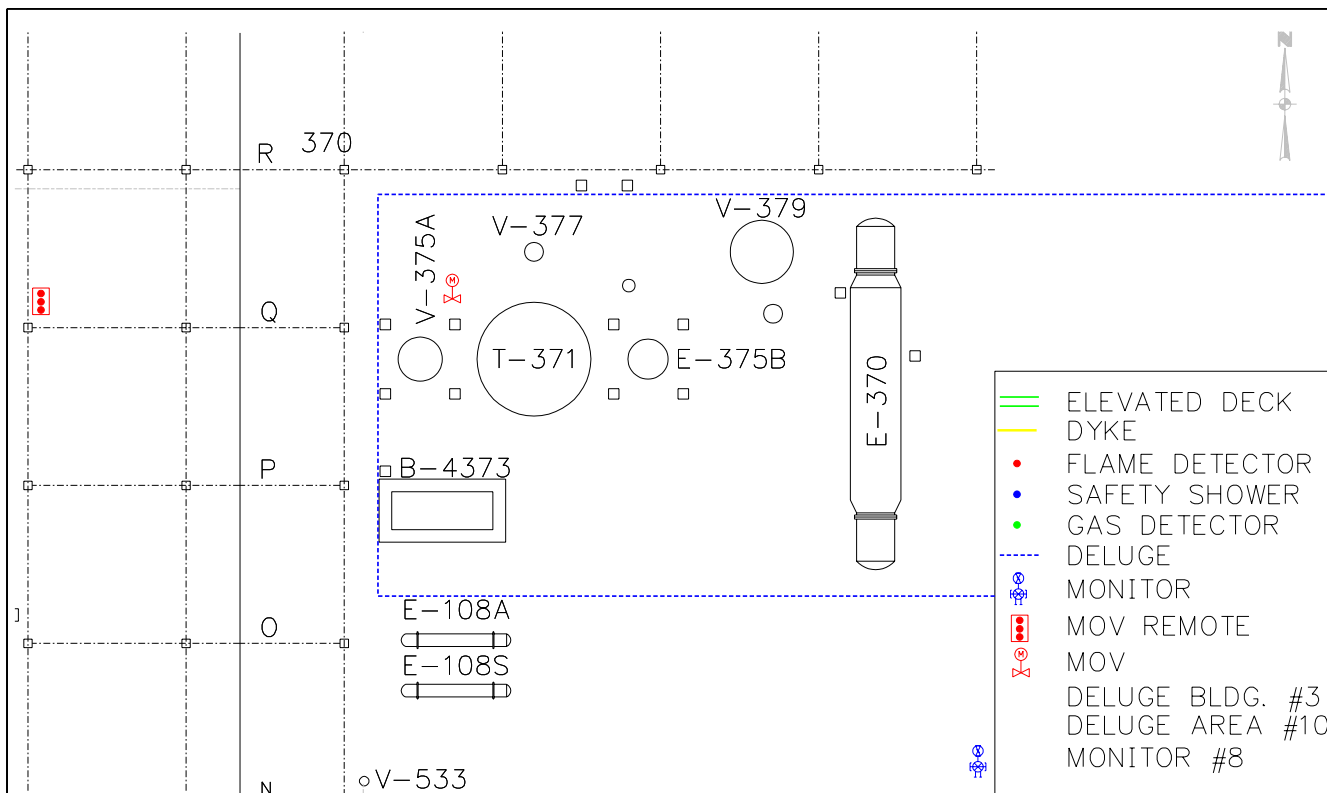 N
R 370
V-379
V-377
V-375A
M
Q
T-371
E-375B
E-370
P
B-4373
O
E-108A
E-108S
N
V-533
ELEVATED DECK
DYKE
FLAME DETECTOR
SAFETY SHOWER
GAS DETECTOR
DELUGE
MONITOR
MOV REMOTE
M MOV
DELUGE BLDG. #3
DELUGE AREA #10
MONITOR #8